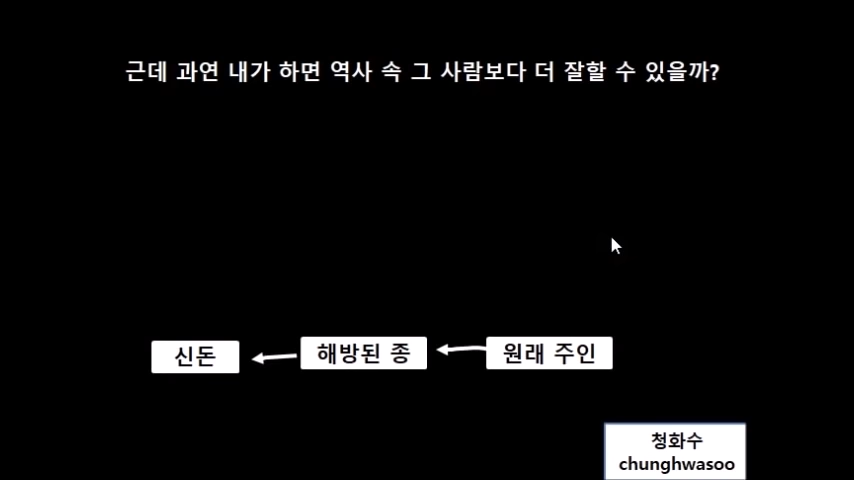 근데 과연 내가 하면 역사 속 그 사람보다 더 잘할 수 있을까?
신돈
해방된 종
원래 주인
청화수
chunghwasoo